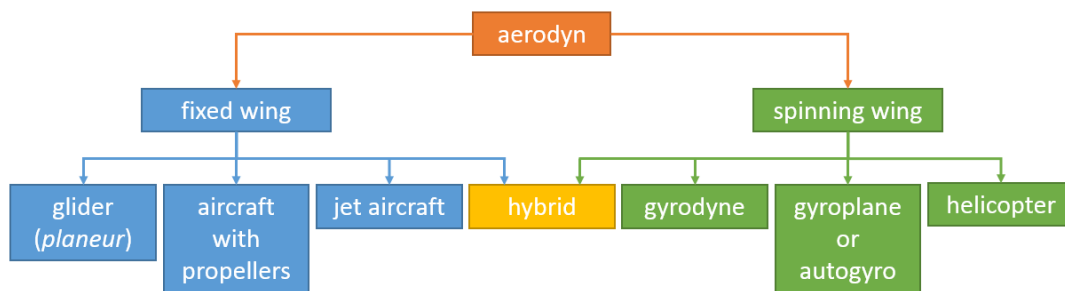 aerodyn
fixed wing
spinning wing
glider
(planeur)
aircraft
with
propellers
jet aircraft
hybrid
gyrodyne
gyroplane
or
autogyro
helicopter